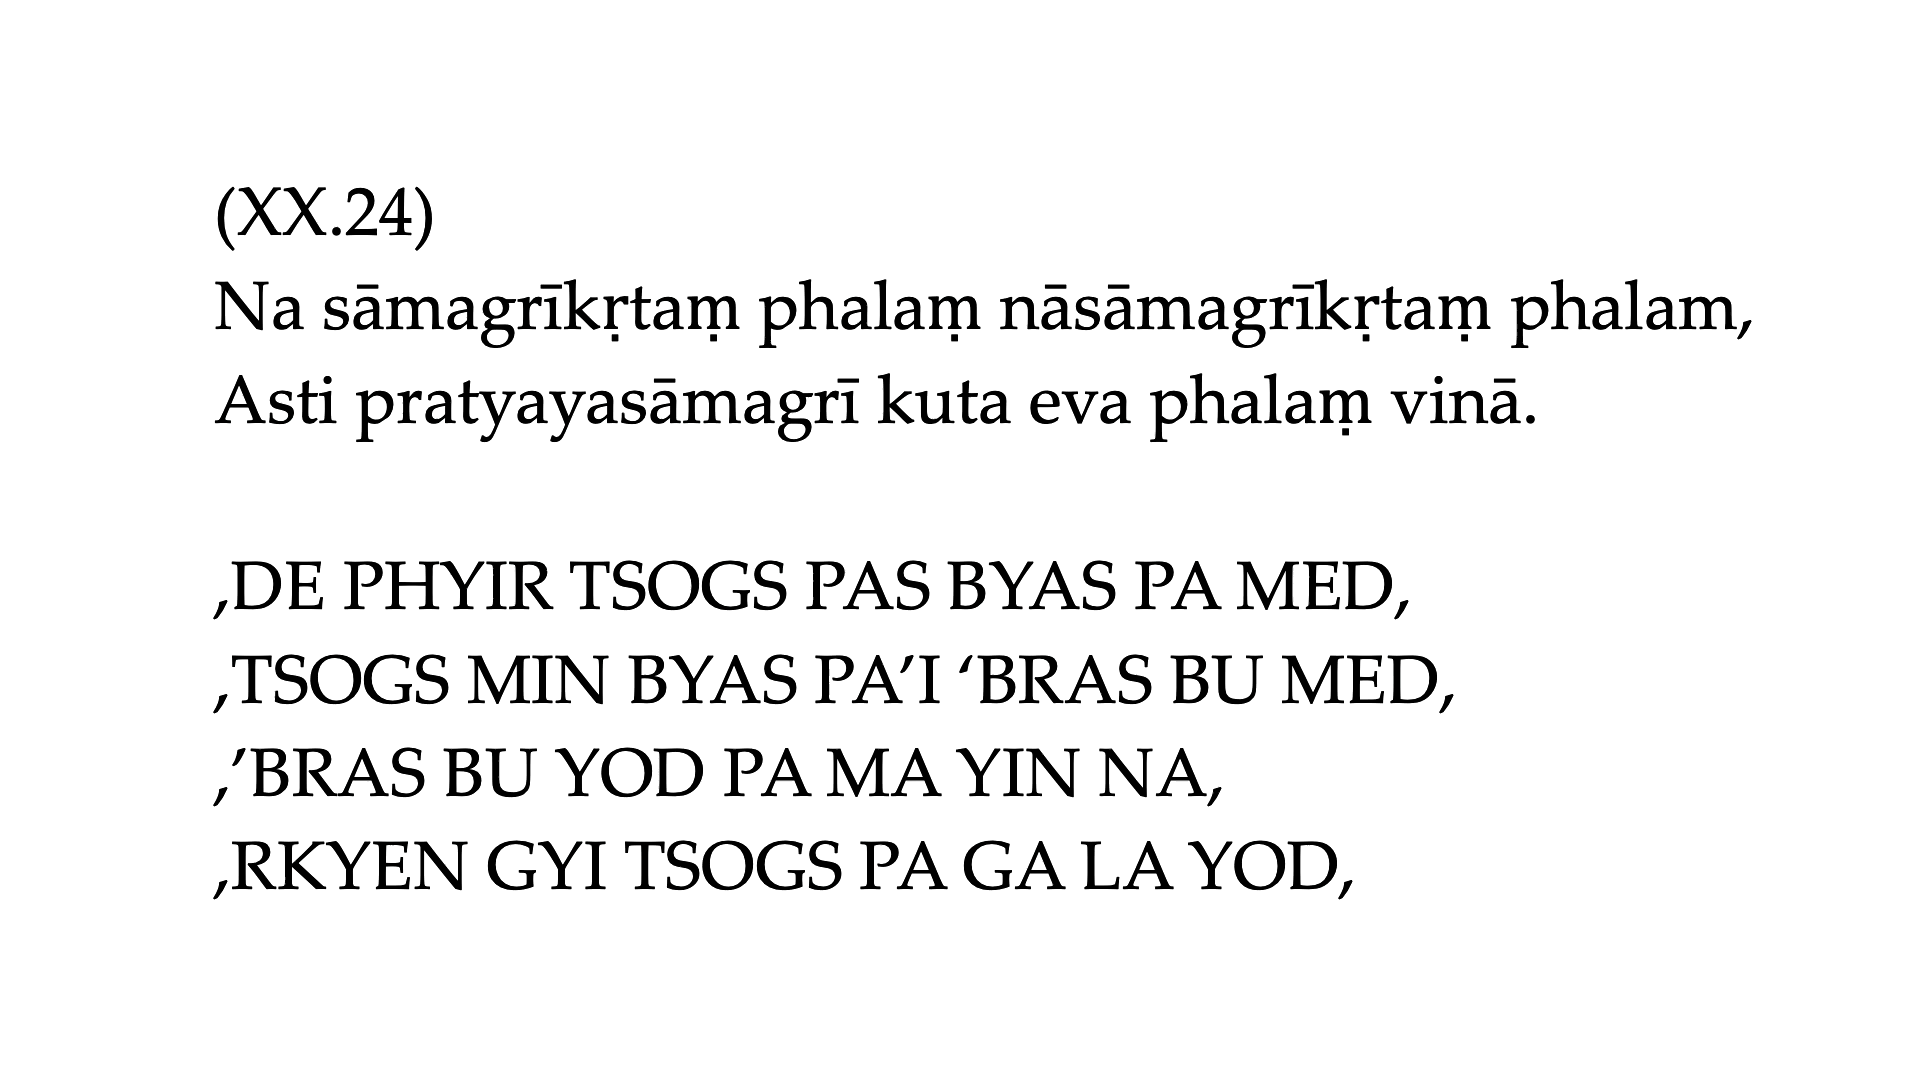 (XX.24)
Na sāmagrīkṛtaṃ phalaṃ nāsāmagrīkṛtaṃ phalam,
Asti pratyayasāmagrī kuta eva phalaṃ vinā.
,DE PHYIR TSOGS PAS BYAS PA MED,
,TSOGS MIN BYAS PA’I ‘BRAS BU MED,
,’BRAS BU YOD PA MA YIN NA,
,RKYEN GYI TSOGS PA GA LA YOD,